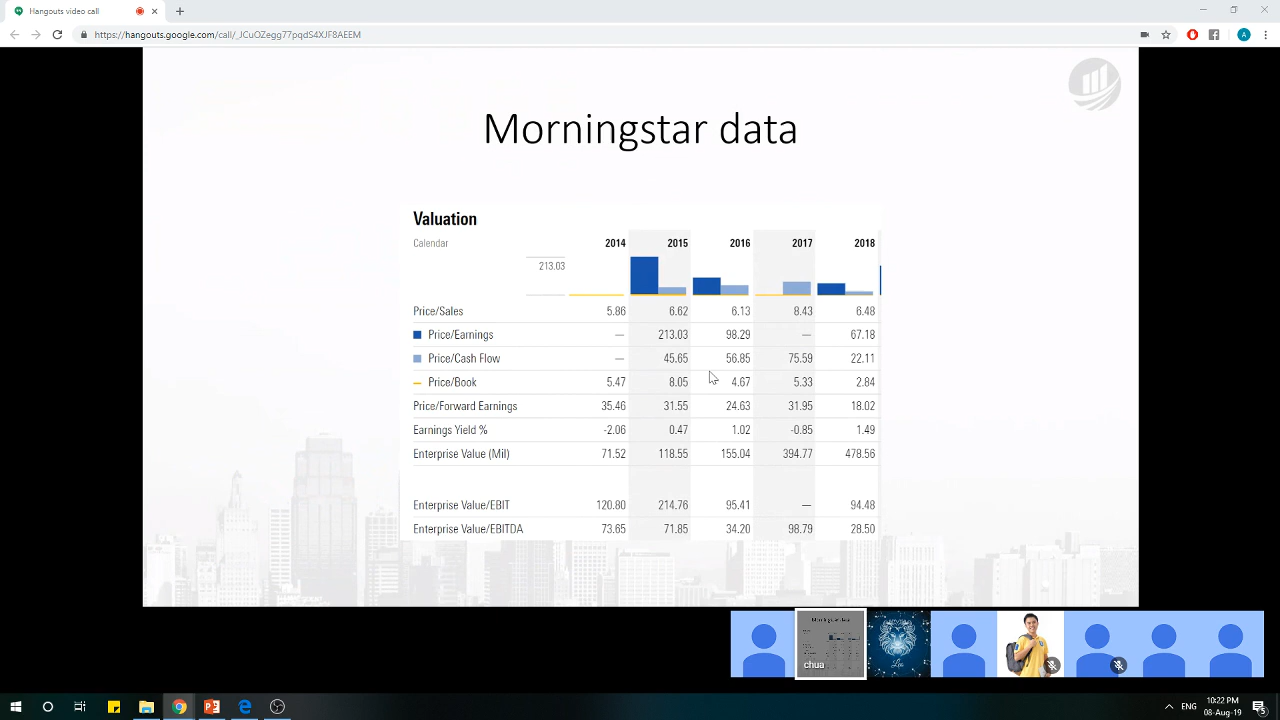 Hangouts video call
https://hangouts.google.com/call/_JCuOZegg77pqdS4XJF8AEEM
A
Morningstar data
Valuation
Calendar 2014 2015 2016 2017 2018
213.03
Price/Sales 5.86 6.62 6.13 8.43 6.48
Price/Earnings — 213.03 98.29 — 67.18
Price/Cash Flow — 45.65 56.85 75.59 22.11
Price/Book 5.47 8.05 4.67 5.33 2.84
Price/Forward Earnings 35.46 31.55 24.63 31.95 18.02
Earnings Yield % -2.06 0.47 1.02 -0.85 1.49
Enterprise Value (Mil) 71.52 118.55 155.04 394.77 478.56
Enterprise Value/EBIT 120.80 214.76 95.41 — 94.48
Enterprise Value/EBITDA 73.65 71.85 34.20 98.79 28.50
Morningstar data
chua
Leo
ENG
10:22 PM
08-Aug-19
5